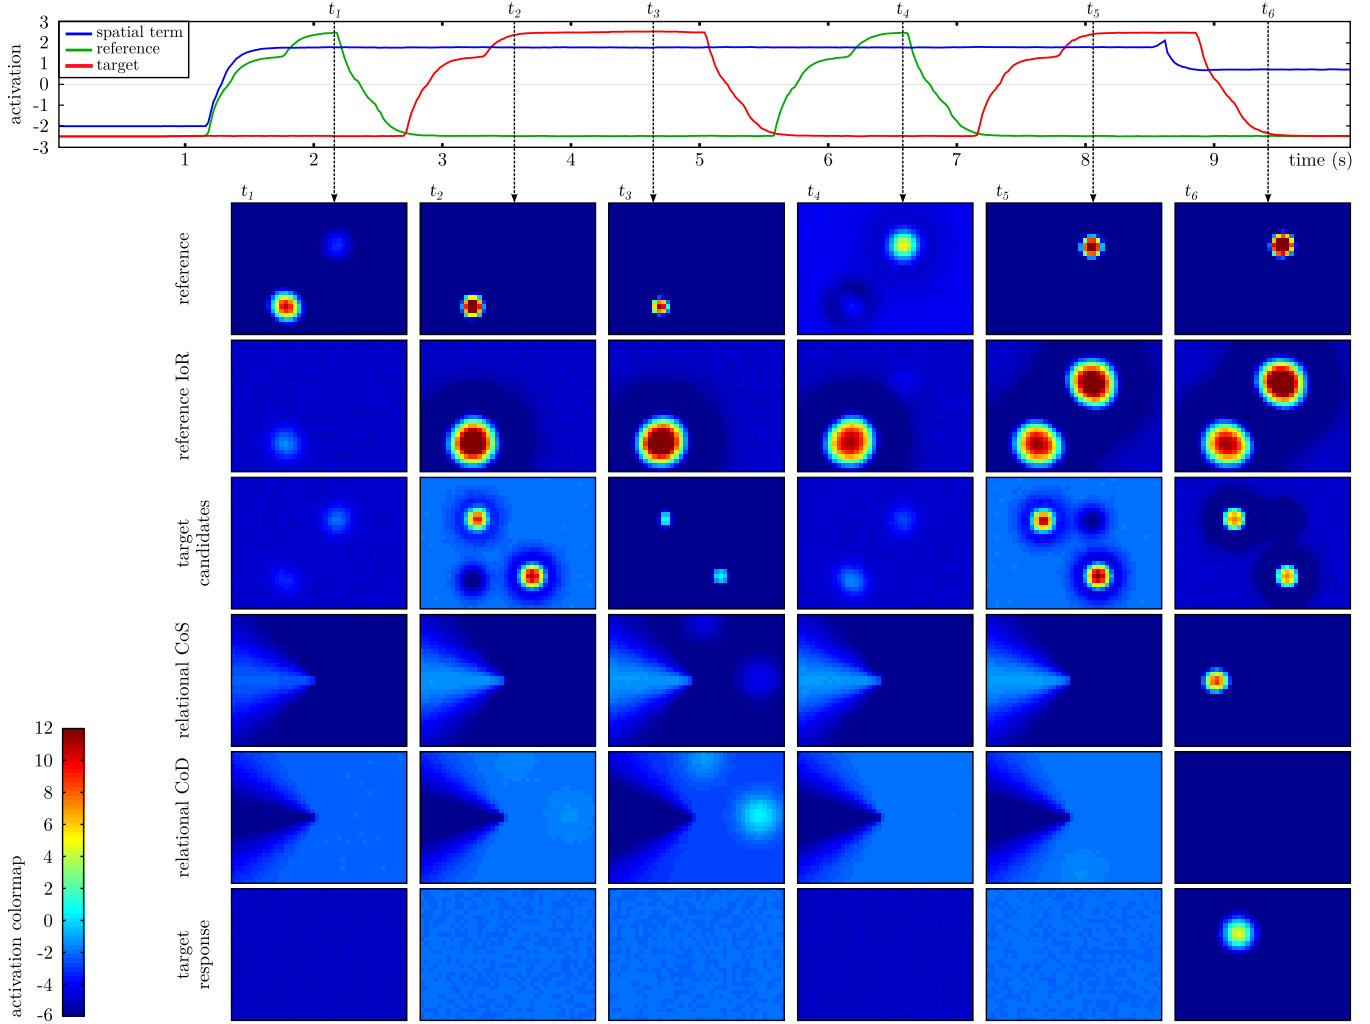 t1 t2 t3 t4 t5 t6
3
2
1
0
-1
-2
-3
activation
spatial term
reference
target
1 2 3 4 5 6 7 8 9 time (s)
t1 t2 t3 t4 t5 t6
reference
reference IoR
target
candidates
relational CoS
relational CoD
target
response
activation colormap
12
10
8
6
4
2
0
-2
-4
-6